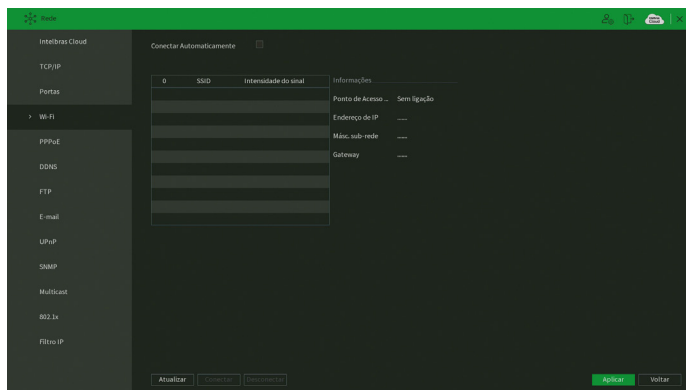 Rede
Intelbras Cloud
TCP/IP
Portas
Wi-Fi
PPPoE
DDNS
FTP
E-mail
UPnP
SNMP
Multicast
802.1x
Filtro IP
Conectar Automaticamente
0 SSID Intensidade do sinal
Informações
Ponto de Acesso ... Sem ligação
Endereço de IP
Másc. sub-rede
Gateway
Atualizar Conectar Desconectar
Aplicar Voltar